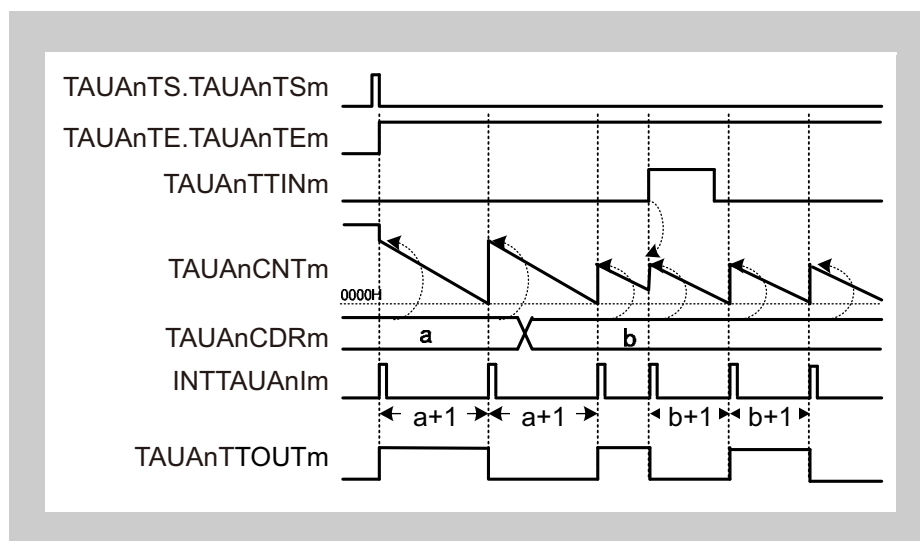 TAUAnTS.TAUAnTSm
TAUAnTE.TAUAnTEm
TAUAnTTINm
TAUAnCNTm
0000H
TAUAnCDRm
a
b
INTTAUAnIm
a+1 a+1 b+1 b+1
TAUAnTTOUTm